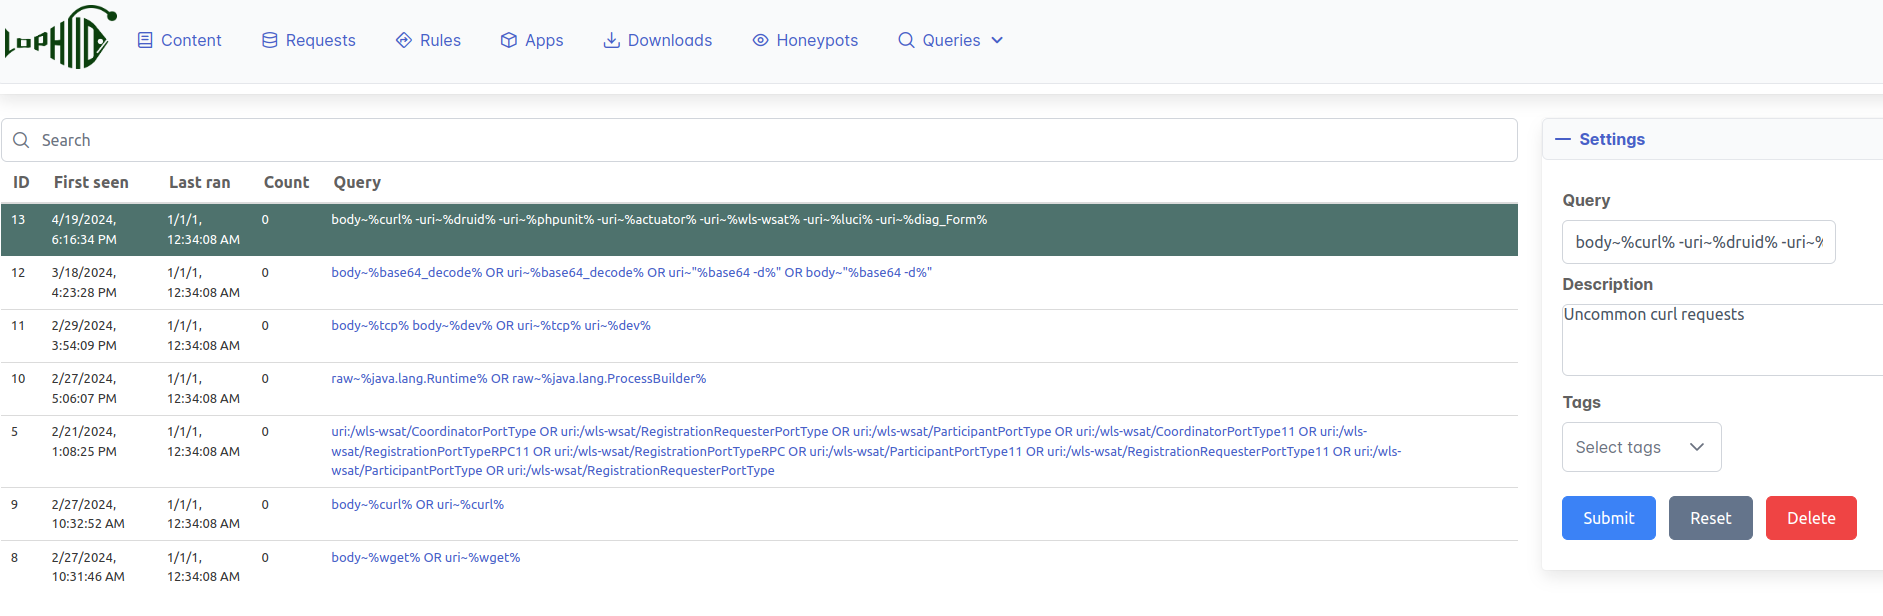 LOPHIID
Content Requests Rules Apps Downloads Honeypots Queries
Search
ID First seen Last ran Count Query
13 4/19/2024, 1/1/1, 0 body~%curl% -uri~%druid% -uri~%phpunit% -uri~%actuator% -uri~%wls-wsat% -uri~%luci% -uri~%diag_Form%
6:16:34 PM 12:34:08 AM
12 3/18/2024, 1/1/1, 0 body~%base64_decode% OR uri~%base64_decode% OR uri~"%base64 -d%" OR body~"%base64 -d%"
4:23:28 PM 12:34:08 AM
11 2/29/2024, 1/1/1, 0 body~%tcp% body~%dev% OR uri~%tcp% uri~%dev%
3:54:09 PM 12:34:08 AM
10 2/27/2024, 1/1/1, 0 raw~%java.lang.Runtime% OR raw~%java.lang.ProcessBuilder%
5:06:07 PM 12:34:08 AM
5 2/21/2024, 1/1/1, 0 uri:/wls-wsat/CoordinatorPortType OR uri:/wls-wsat/RegistrationRequesterPortType OR uri:/wls-wsat/ParticipantPortType OR uri:/wls-wsat/CoordinatorPortType11 OR uri:/wls-
1:08:25 PM 12:34:08 AM wsat/RegistrationPortTypeRPC11 OR uri:/wls-wsat/RegistrationPortTypeRPC OR uri:/wls-wsat/ParticipantPortType11 OR uri:/wls-wsat/RegistrationRequesterPortType11 OR uri:/wls-
wsat/ParticipantPortType OR uri:/wls-wsat/RegistrationRequesterPortType
9 2/27/2024, 1/1/1, 0 body~%curl% OR uri~%curl%
10:32:52 AM 12:34:08 AM
8 2/27/2024, 1/1/1, 0 body~%wget% OR uri~%wget%
10:31:46 AM 12:34:08 AM
Settings
Query
body~%curl% -uri~%druid% -uri~%
Description
Uncommon curl requests
Tags
Select tags
Submit Reset Delete